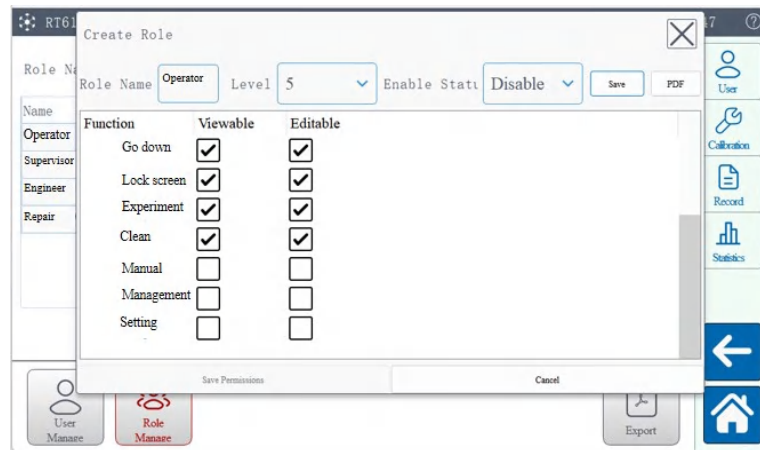 RT61
17
Create Role
Role Name Operator Level 5 Enable Statu Disable Save PDF
Function Viewable Editable
Go down
Lock screen
Experiment
Clean
Manual
Management
Setting
Save Permissions Cancel
Role Na
Name
Operator
Supervisor
Engineer
Repair
User
Calibration
Record
Statistics
User
Manage
Role
Manage
Export